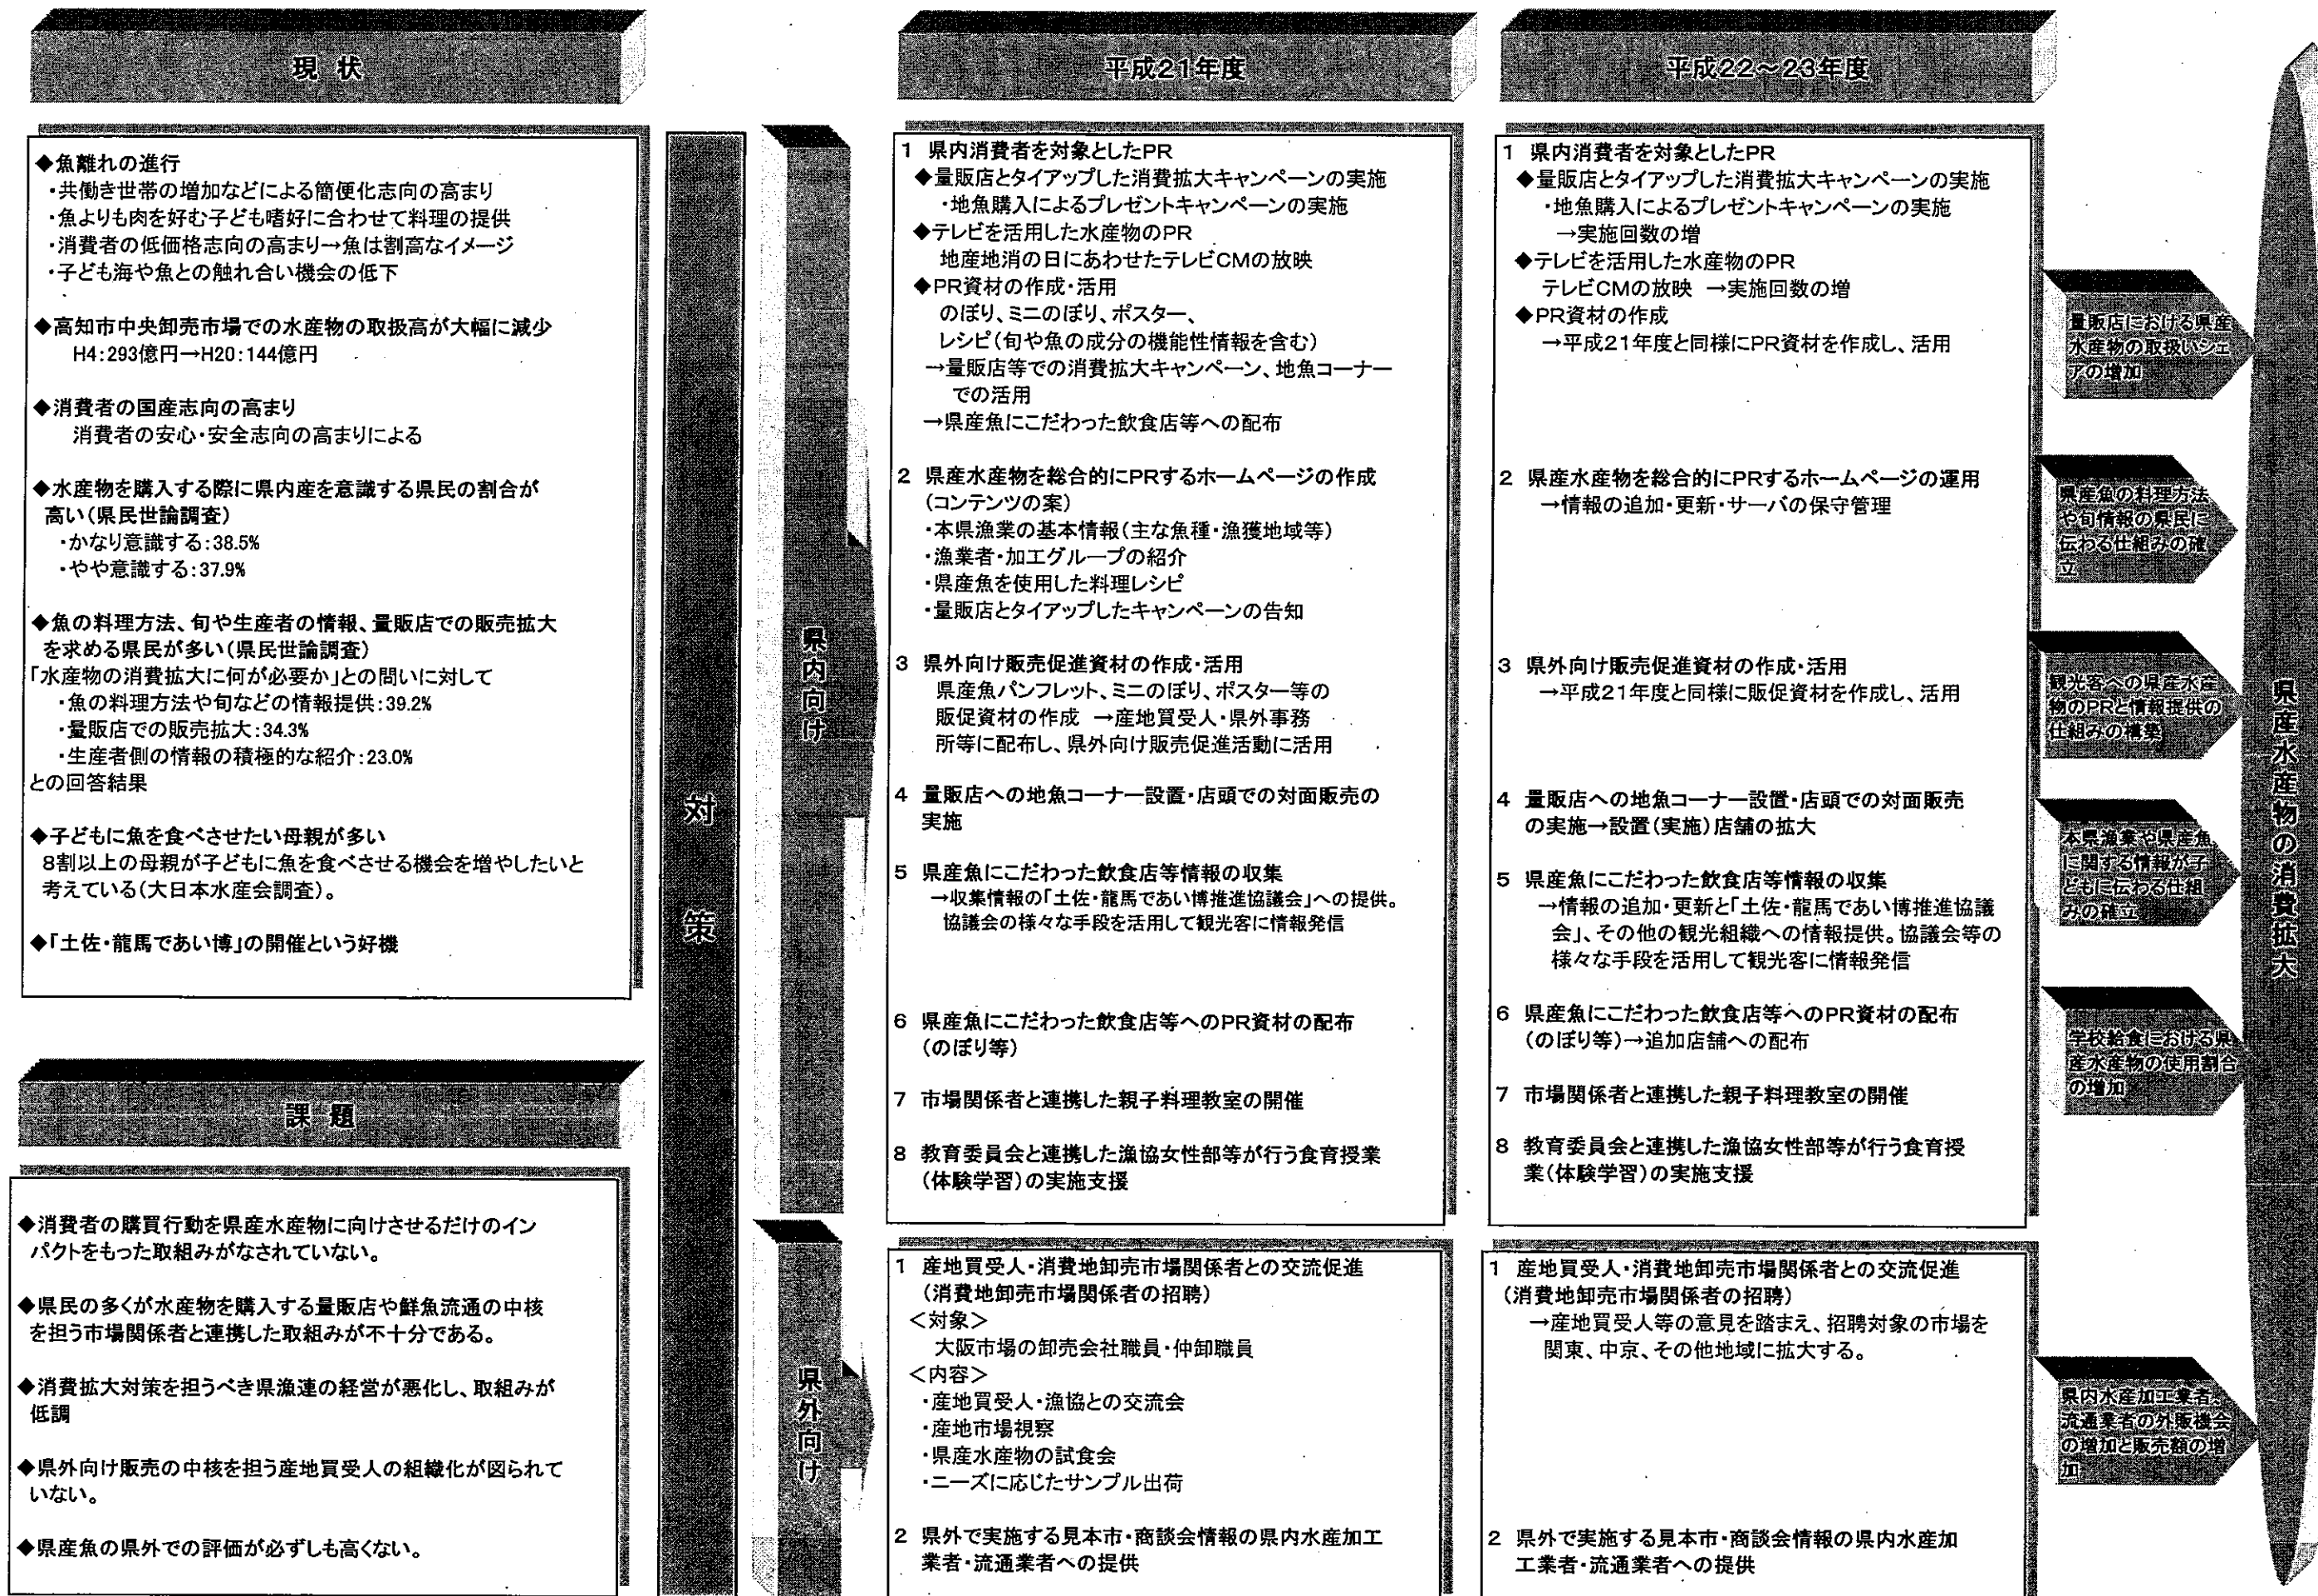 現 状
◆魚離れの進行
・共働き世帯の増加などによる簡便化志向の高まり
・魚よりも肉を好む子ども嗜好に合わせて料理の提供
・消費者の低価格志向の高まり→魚は割高なイメージ
・子ども海や魚との触れ合い機会の低下
◆高知市中央卸売市場での水産物の取扱高が大幅に減少
H4:293億円→H20:144億円
◆消費者の国産志向の高まり
消費者の安心・安全志向の高まりによる
◆水産物を購入する際に県内産を意識する県民の割合が
高い(県民世論調査)
・かなり意識する:38.5%
・やや意識する:37.9%
◆魚の料理方法、旬や生産者の情報、量販店での販売拡大
を求める県民が多い(県民世論調査)
「水産物の消費拡大に何が必要か」との問いに対して
・魚の料理方法や旬などの情報提供:39.2%
・量販店での販売拡大:34.3%
・生産者側の情報の積極的な紹介:23.0%
との回答結果
◆子どもに魚を食べさせたい母親が多い
8割以上の母親が子どもに魚を食べさせる機会を増やしたいと
考えている(大日本水産会調査)。
◆「土佐・龍馬であい博」の開催という好機
課 題
◆消費者の購買行動を県産水産物に向けさせるだけのイン
パクトをもった取組みがなされていない。
◆県民の多くが水産物を購入する量販店や鮮魚流通の中核
を担う市場関係者と連携した取組みが不十分である。
◆消費拡大対策を担うべき県漁連の経営が悪化し、取組みが
低調
◆県外向け販売の中核を担う産地買受人の組織化が図られて
いない。
◆県産魚の県外での評価が必ずしも高くない。
対策
県内向け
県外向け
平成21年度
1 県内消費者を対象としたPR
◆量販店とタイアップした消費拡大キャンペーンの実施
・地魚購入によるプレゼントキャンペーンの実施
◆テレビを活用した水産物のPR
地産地消の日にあわせたテレビCMの放映
◆PR資材の作成・活用
のぼり、ミニのぼり、ポスター、
レシピ(旬や魚の成分の機能性情報を含む)
→量販店等での消費拡大キャンペーン、地魚コーナー
での活用
→県産魚にこだわった飲食店等への配布
2 県産水産物を総合的にPRするホームページの作成
(コンテンツの案)
・本県漁業の基本情報(主な魚種・漁獲地域等)
・漁業者・加工グループの紹介
・県産魚を使用した料理レシピ
・量販店とタイアップしたキャンペーンの告知
3 県外向け販売促進資材の作成・活用
県産魚パンフレット、ミニのぼり、ポスター等の
販促資材の作成 →産地買受人・県外事務
所等に配布し、県外向け販売促進活動に活用
4 量販店への地魚コーナー設置・店頭での対面販売の
実施
5 県産魚にこだわった飲食店等情報の収集
→収集情報の「土佐・龍馬であい博推進協議会」への提供。
協議会の様々な手段を活用して観光客に情報発信
6 県産魚にこだわった飲食店等へのPR資材の配布
(のぼり等)
7 市場関係者と連携した親子料理教室の開催
8 教育委員会と連携した漁協女性部等が行う食育授業
(体験学習)の実施支援
1 産地買受人・消費地卸売市場関係者との交流促進
(消費地卸売市場関係者の招聘)
＜対象＞
大阪市場の卸売会社職員・仲卸職員
＜内容＞
・産地買受人・漁協との交流会
・産地市場視察
・県産水産物の試食会
・ニーズに応じたサンプル出荷
2 県外で実施する見本市・商談会情報の県内水産加工
業者・流通業者への提供
平成22～23年度
1 県内消費者を対象としたPR
◆量販店とタイアップした消費拡大キャンペーンの実施
・地魚購入によるプレゼントキャンペーンの実施
→実施回数の増
◆テレビを活用した水産物のPR
テレビCMの放映 →実施回数の増
◆PR資材の作成
→平成21年度と同様にPR資材を作成し、活用
2 県産水産物を総合的にPRするホームページの運用
→情報の追加・更新・サーバの保守管理
3 県外向け販売促進資材の作成・活用
→平成21年度と同様に販促資材を作成し、活用
4 量販店への地魚コーナー設置・店頭での対面販売
の実施→設置(実施)店舗の拡大
5 県産魚にこだわった飲食店等情報の収集
→情報の追加・更新と「土佐・龍馬であい博推進協議
会」、その他の観光組織への情報提供。協議会等の
様々な手段を活用して観光客に情報発信
6 県産魚にこだわった飲食店等へのPR資材の配布
(のぼり等)→追加店舗への配布
7 市場関係者と連携した親子料理教室の開催
8 教育委員会と連携した漁協女性部等が行う食育授
業(体験学習)の実施支援
1 産地買受人・消費地卸売市場関係者との交流促進
(消費地卸売市場関係者の招聘)
→産地買受人等の意見を踏まえ、招聘対象の市場を
関東、中京、その他地域に拡大する。
2 県外で実施する見本市・商談会情報の県内水産加
工業者・流通業者への提供
量販店における県産
水産物の取扱いシェ
アの増加
県産魚の料理方法
や旬情報の県民に
伝わる仕組みの確
立
観光客への県産水産
物のPRと情報提供の
仕組みの構築
本県漁業や県産魚
に関する情報が子
どもに伝わる仕組
みの確立
学校給食における県
産水産物の使用割合
の増加
県内水産加工業者、
流通業者の外販機会
の増加と販売額の増
加
県産水産物の消費拡大